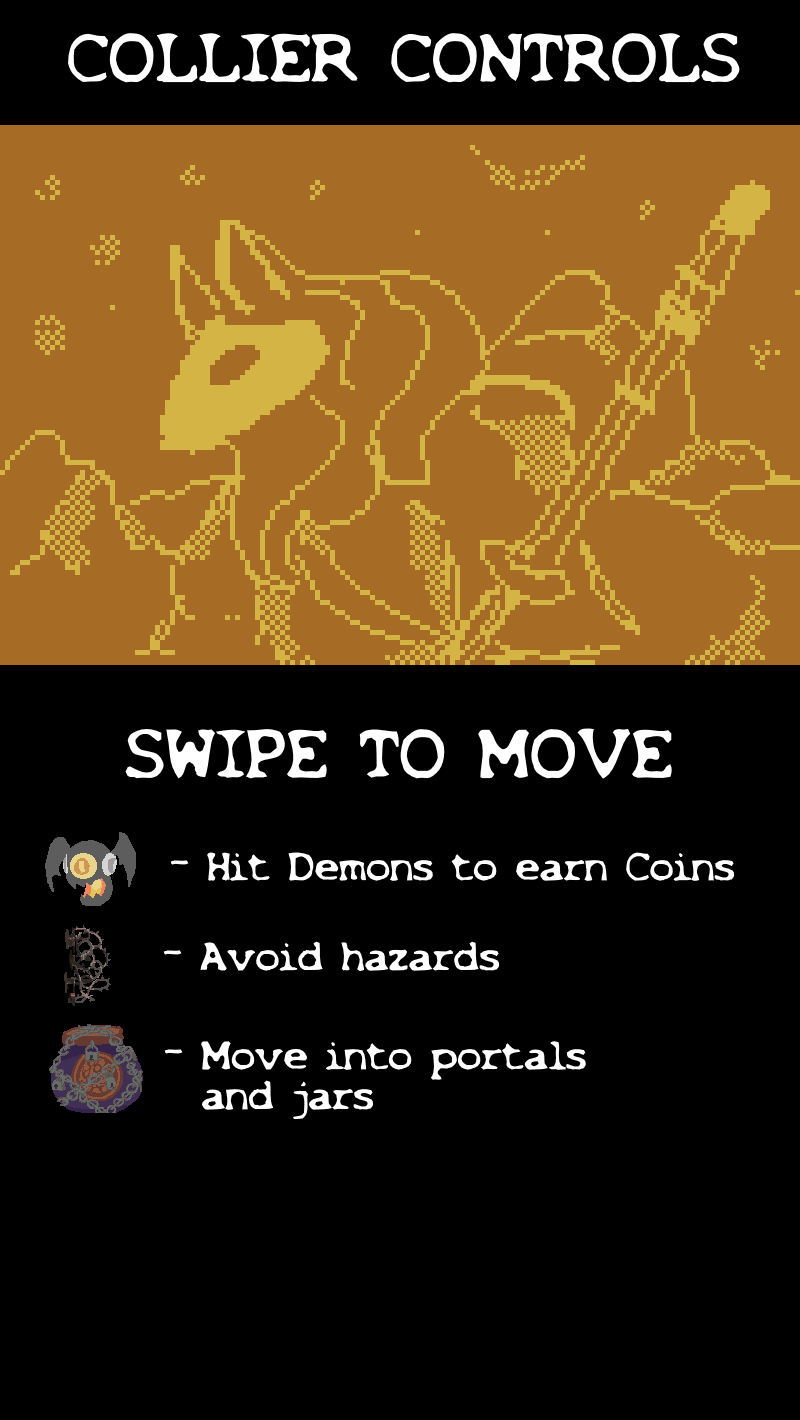 COLLIER CONTROLS
SWIPE TO MOVE
- Hit Demons to earn Coins
- Avoid hazards
- Move into portals
and jars